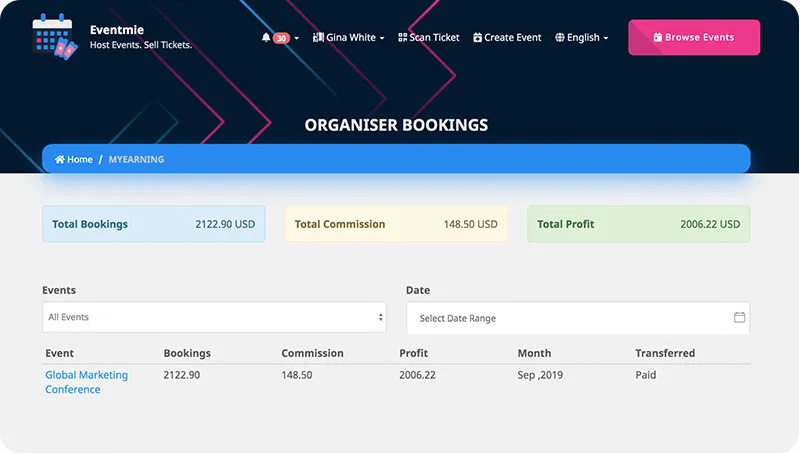 Eventmie
Host Events. Sell Tickets.
30
Gina White
Scan Ticket
Create Event
English
Browse Events
ORGANISER BOOKINGS
Home / MYEARNING
Total Bookings 2122.90 USD
Total Commission 148.50 USD
Total Profit 2006.22 USD
Events
Date
All Events
Select Date Range
Event Bookings Commission Profit Month Transferred
Global Marketing 2122.90 148.50 2006.22 Sep ,2019 Paid
Conference